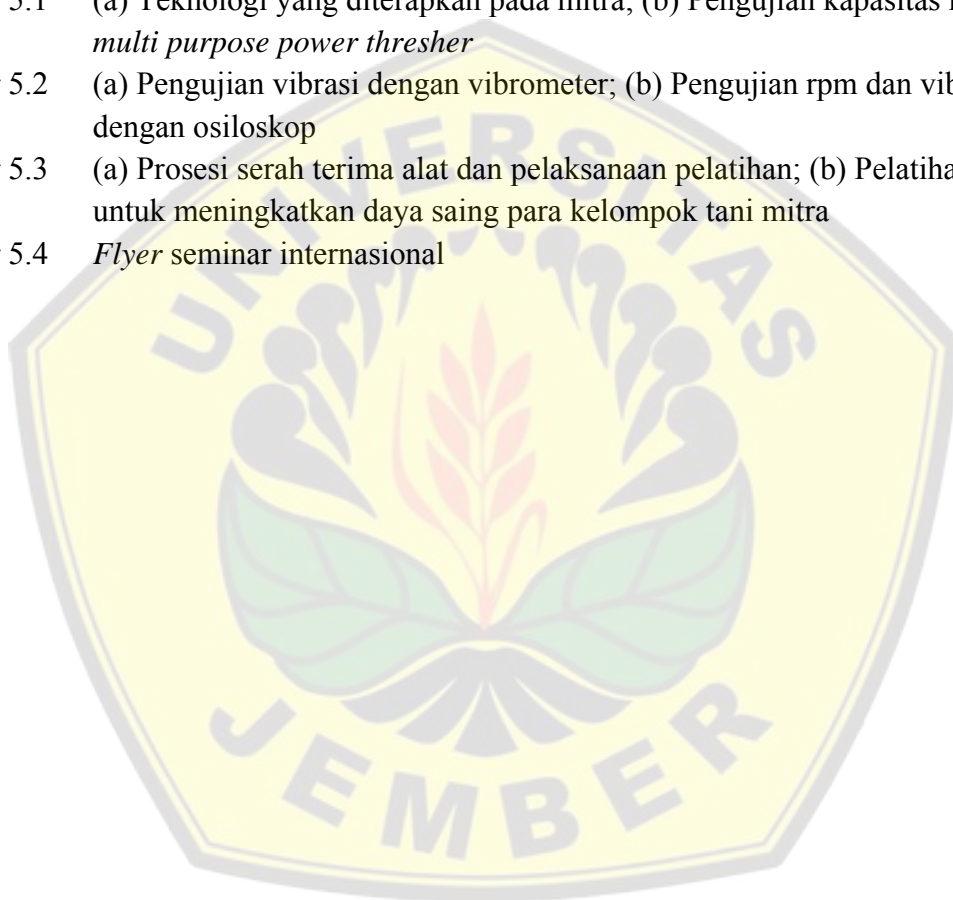 5.1 (a) Teknologi yang diterapkan pada mitra; (b) Pengujian kapasitas
multi purpose power thresher
5.2 (a) Pengujian vibrasi dengan vibrometer; (b) Pengujian rpm dan
dengan osiloskop
5.3 (a) Prosesi serah terima alat dan pelaksanaan pelatihan; (b)
untuk meningkatkan daya saing para kelompok tani mitra
5.4 Flyer seminar internasional
UNIVERSITAS
JEMBER